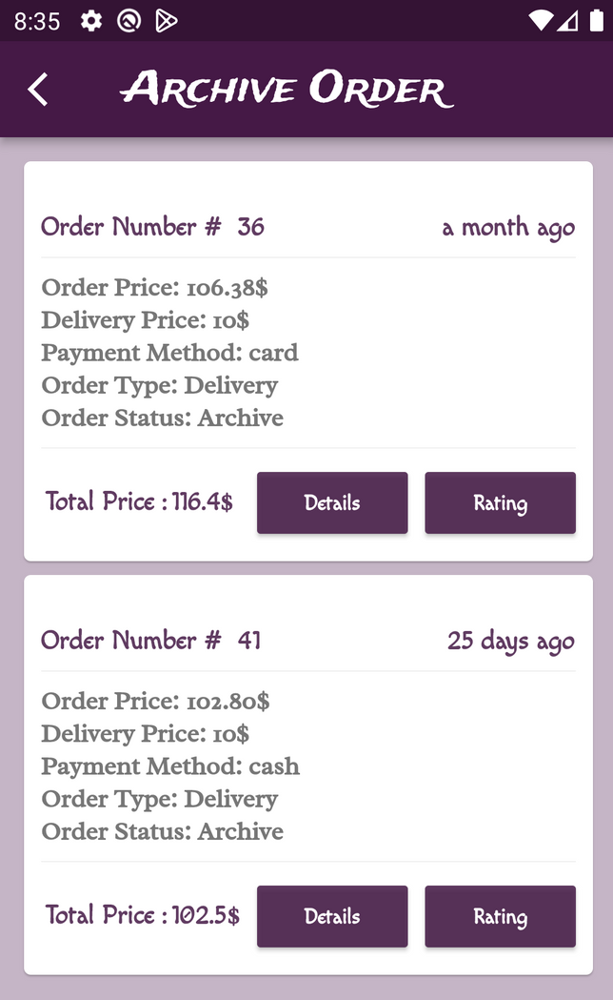 8:35
Archive Order
Order Number # 36 a month ago
Order Price: 106.38$
Delivery Price: 10$
Payment Method: card
Order Type: Delivery
Order Status: Archive
Total Price : 116.4$ Details Rating
Order Number # 41 25 days ago
Order Price: 102.80$
Delivery Price: 10$
Payment Method: cash
Order Type: Delivery
Order Status: Archive
Total Price : 102.5$ Details Rating